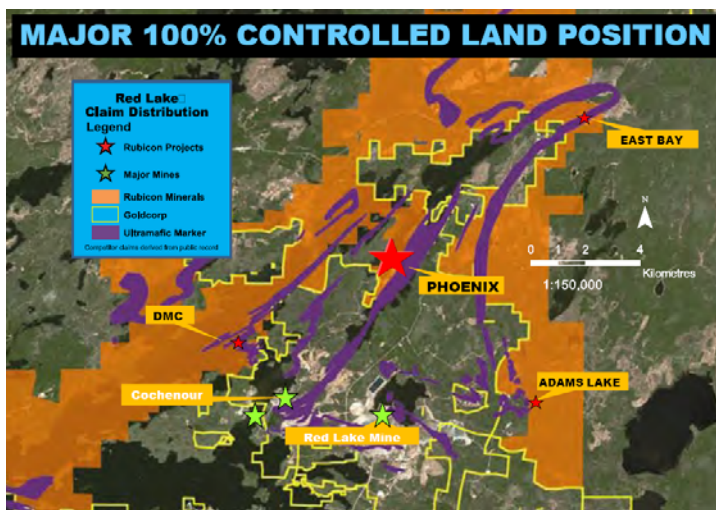 MAJOR 100% CONTROLLED LAND POSITION
Red Lake
Claim Distribution
Legend
Rubicon Projects
Major Mines
Rubicon Minerals
Goldcorp
Ultramafic Marker
Competitor claims derived from public record
EAST BAY
N
0 1 2 4
Kilometres
1:150,000
PHOENIX
DMC
ADAMS LAKE
Cochenour
Red Lake Mine